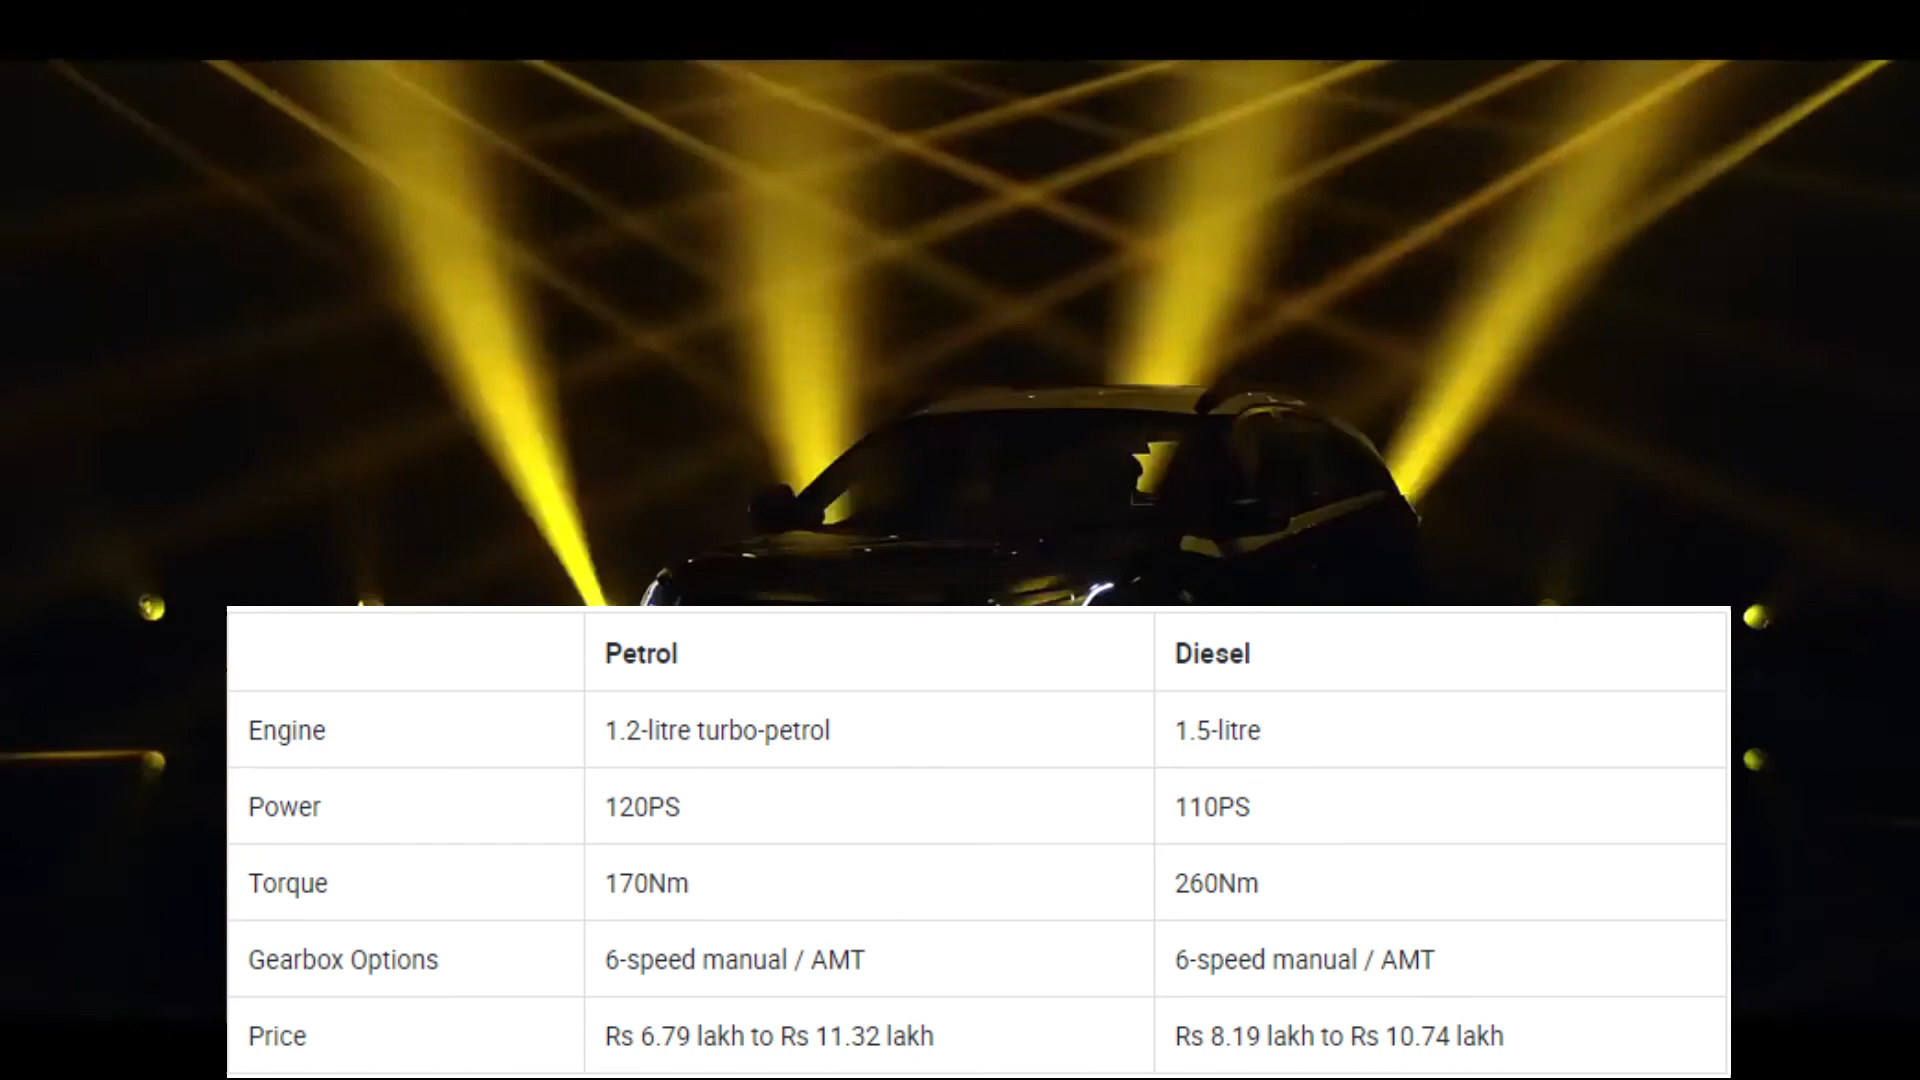 Petrol Diesel
Engine 1.2-litre turbo-petrol 1.5-litre
Power 120PS 110PS
Torque 170Nm 260Nm
Gearbox Options 6-speed manual / AMT 6-speed manual / AMT
Price Rs 6.79 lakh to Rs 11.32 lakh Rs 8.19 lakh to Rs 10.74 lakh